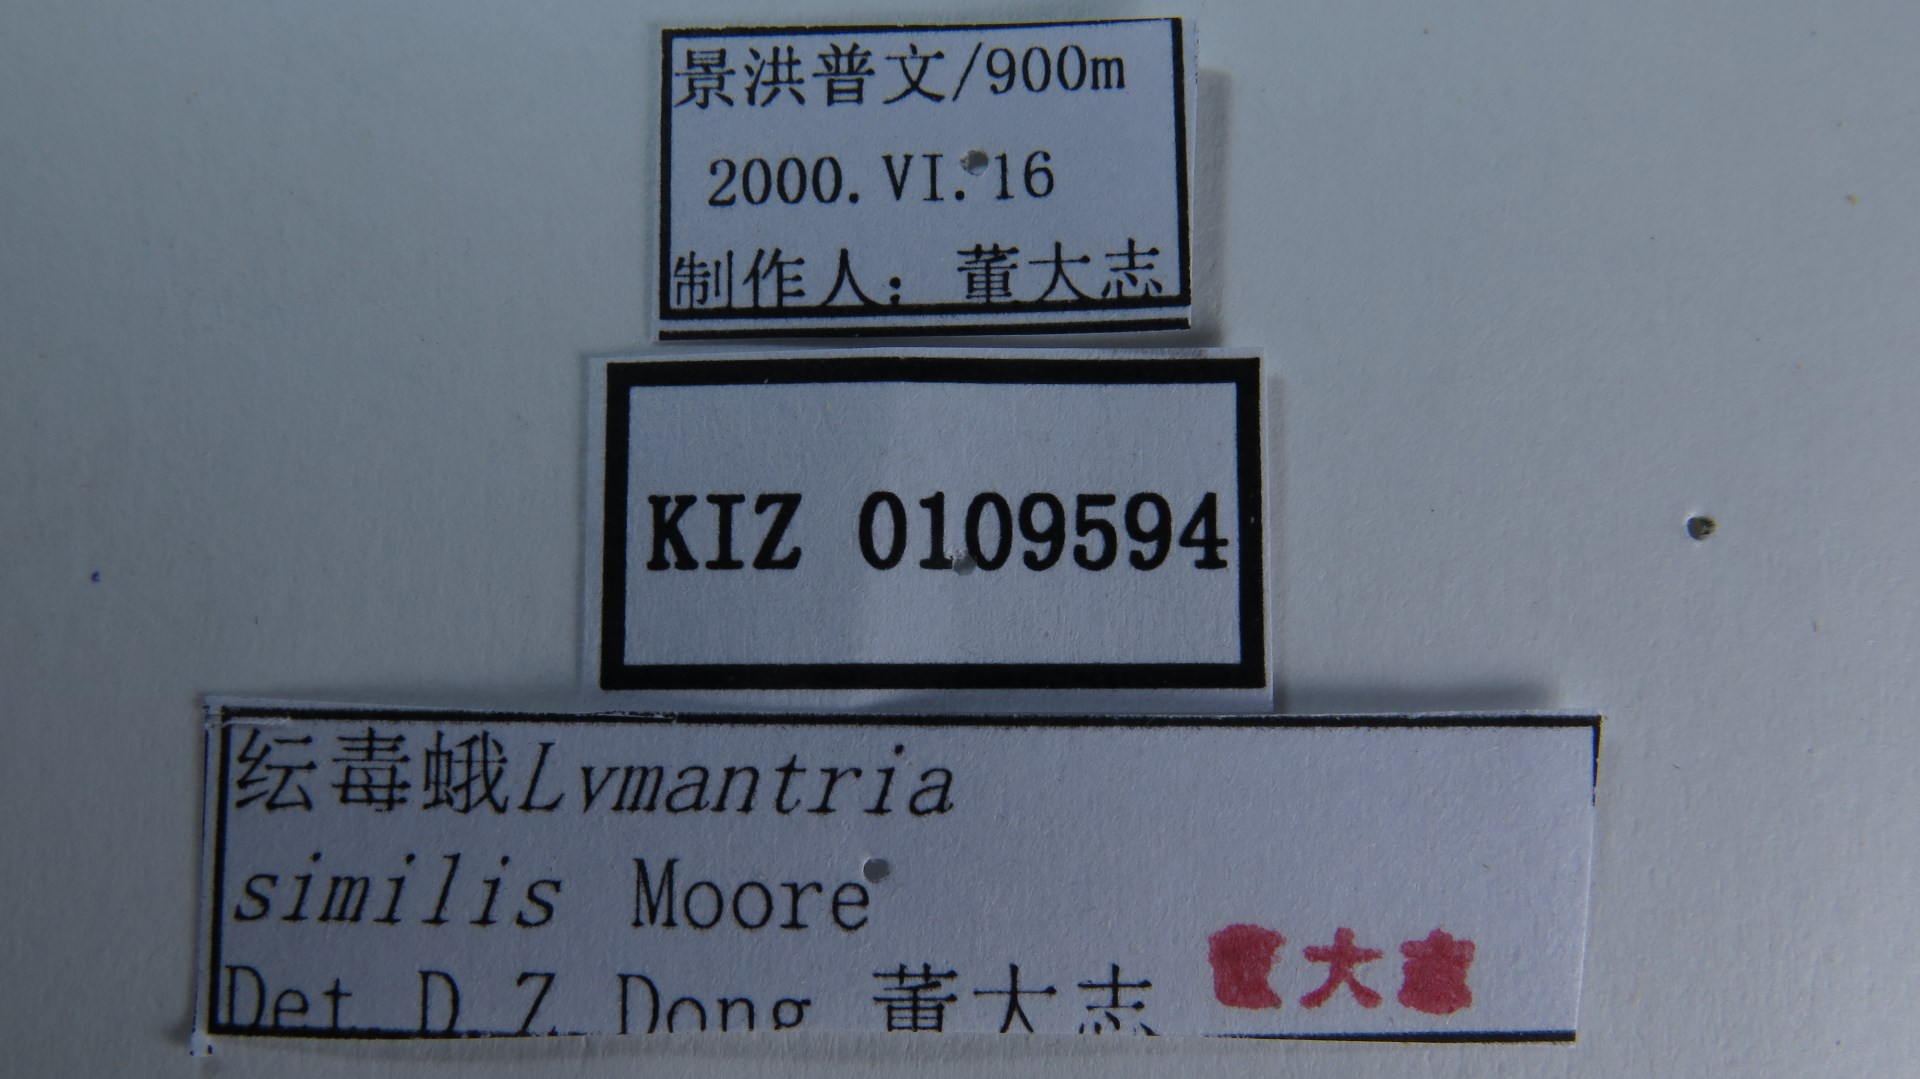 景洪普文/900m
2000.VI.16
制作人：董大志
KIZ 0109594
纭毒蛾Lvmantria
similis Moore
Det D.Z Dong 董大志 董大志